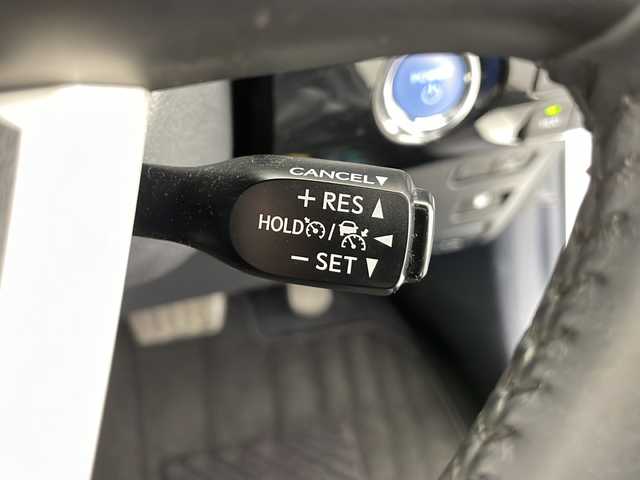 CANCEL▼
+ RES ▲
HOLD / ◀
− SET ▼